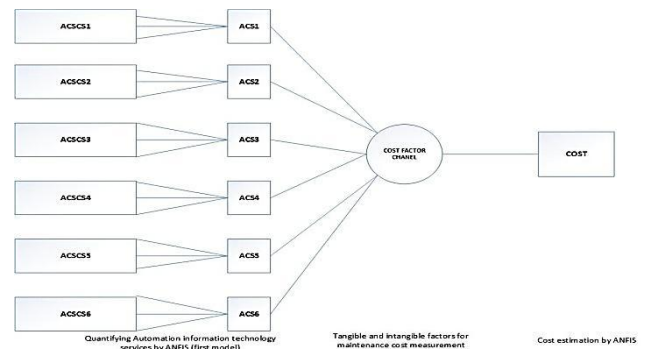 ACSCS1
ACS1
ACSCS2
ACS2
ACSCS3
ACS3
ACSCS4
ACS4
ACSCS5
ACS5
ACSCS6
ACS6
COST FACTOR
CHANEL
COST
Quantifying Automation information technology
services by ANFIS (first model)
Tangible and intangible factors for
maintenance cost measurement
Cost estimation by ANFIS